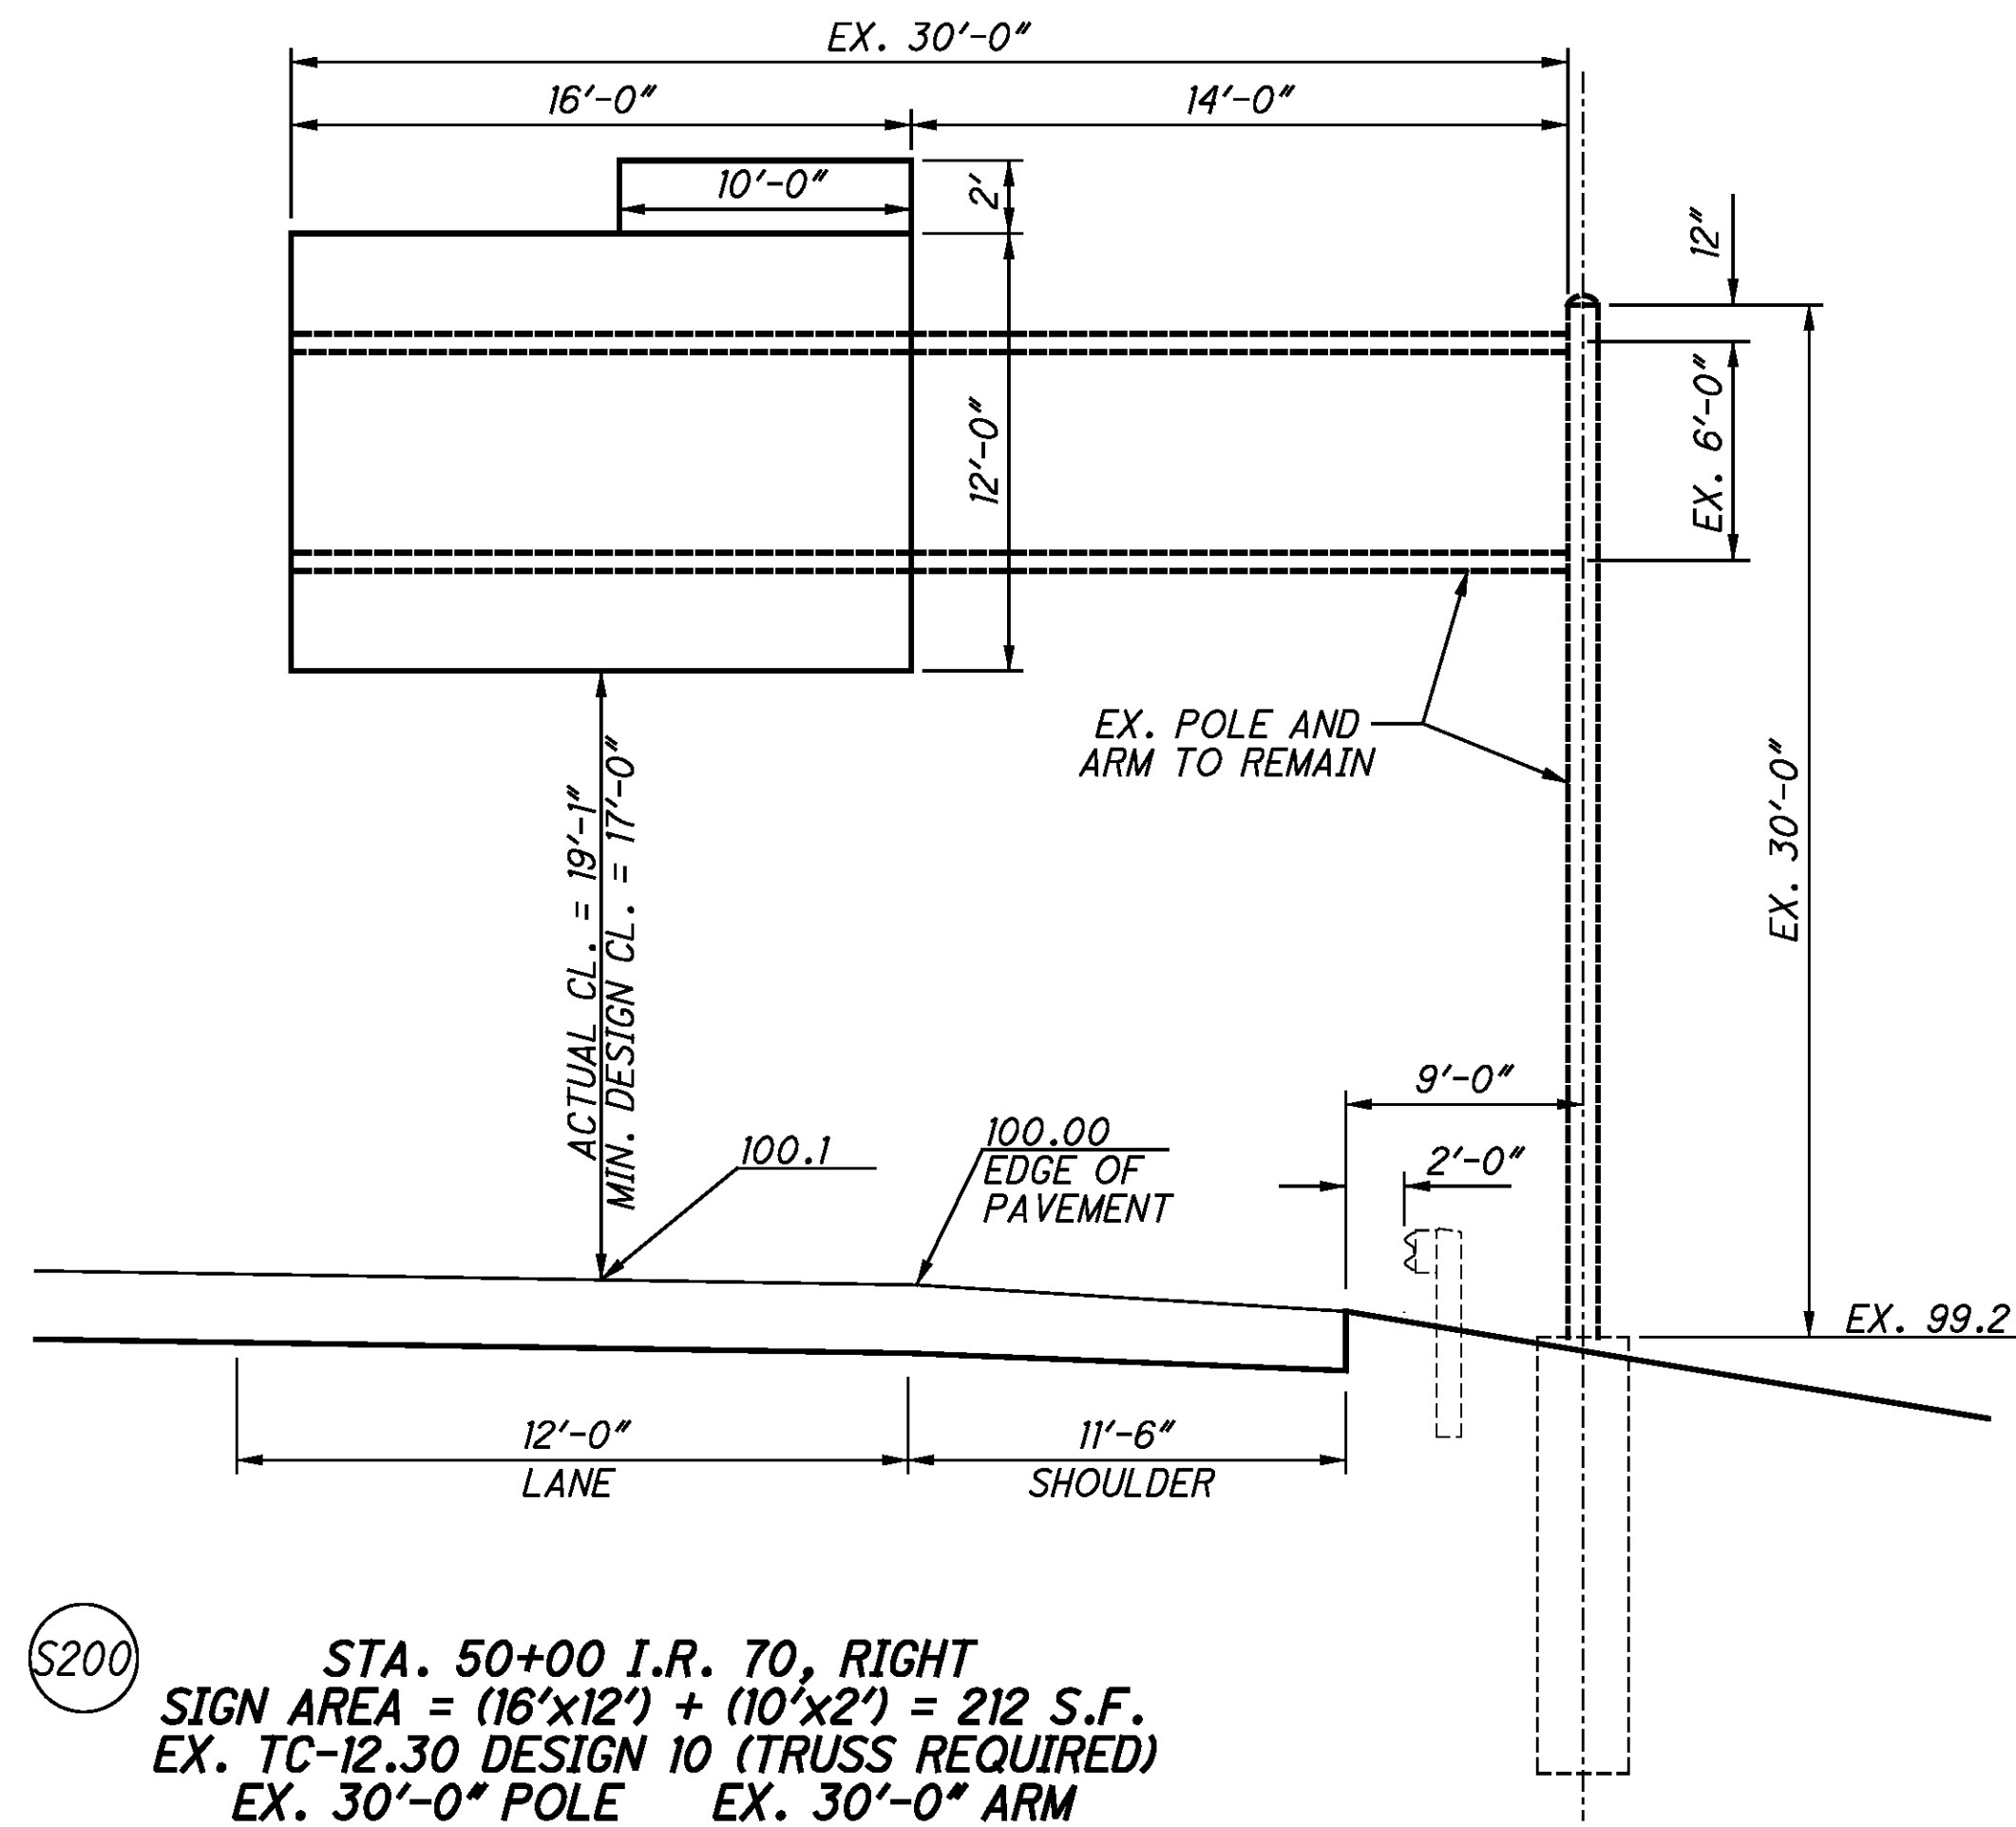 EX. 30'-0"
16'-0"
14'-0"
10'-0"
2'
12"
12'-0"
EX. 6'-0"
EX. POLE AND
ARM TO REMAIN
EX. 30'-0"
ACTUAL CL. = 19'-1"
MIN. DESIGN CL. = 17'-0"
9'-0"
100.1
100.00
EDGE OF
PAVEMENT
2'-0"
EX. 99.2
12'-0"
LANE
11'-6"
SHOULDER
S200
STA. 50+00 I.R. 70, RIGHT
SIGN AREA = (16'x12') + (10'x2') = 212 S.F.
EX. TC-12.30 DESIGN 10 (TRUSS REQUIRED)
EX. 30'-0" POLE EX. 30'-0" ARM